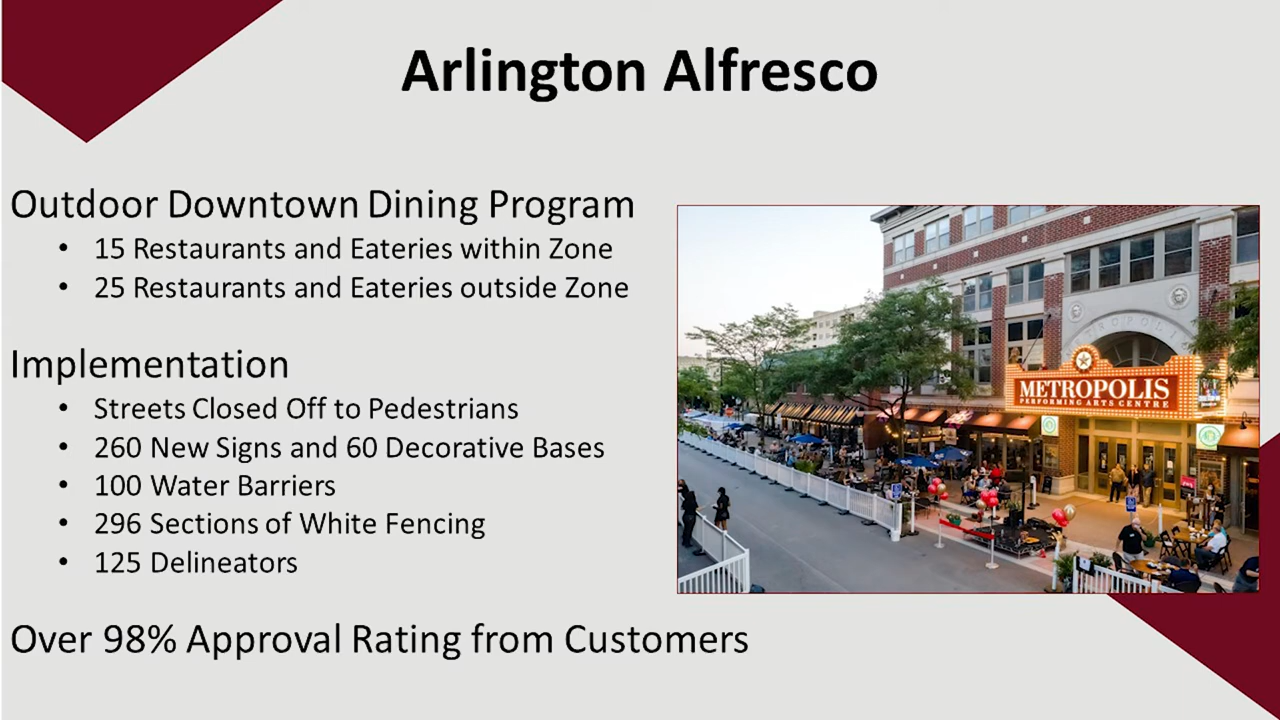 Arlington Alfresco
Outdoor Downtown Dining Program
• 15 Restaurants and Eateries within Zone
• 25 Restaurants and Eateries outside Zone
Implementation
• Streets Closed Off to Pedestrians
• 260 New Signs and 60 Decorative Bases
• 100 Water Barriers
• 296 Sections of White Fencing
• 125 Delineators
Over 98% Approval Rating from Customers
METROPOLIS
PERFORMING ARTS CENTRE